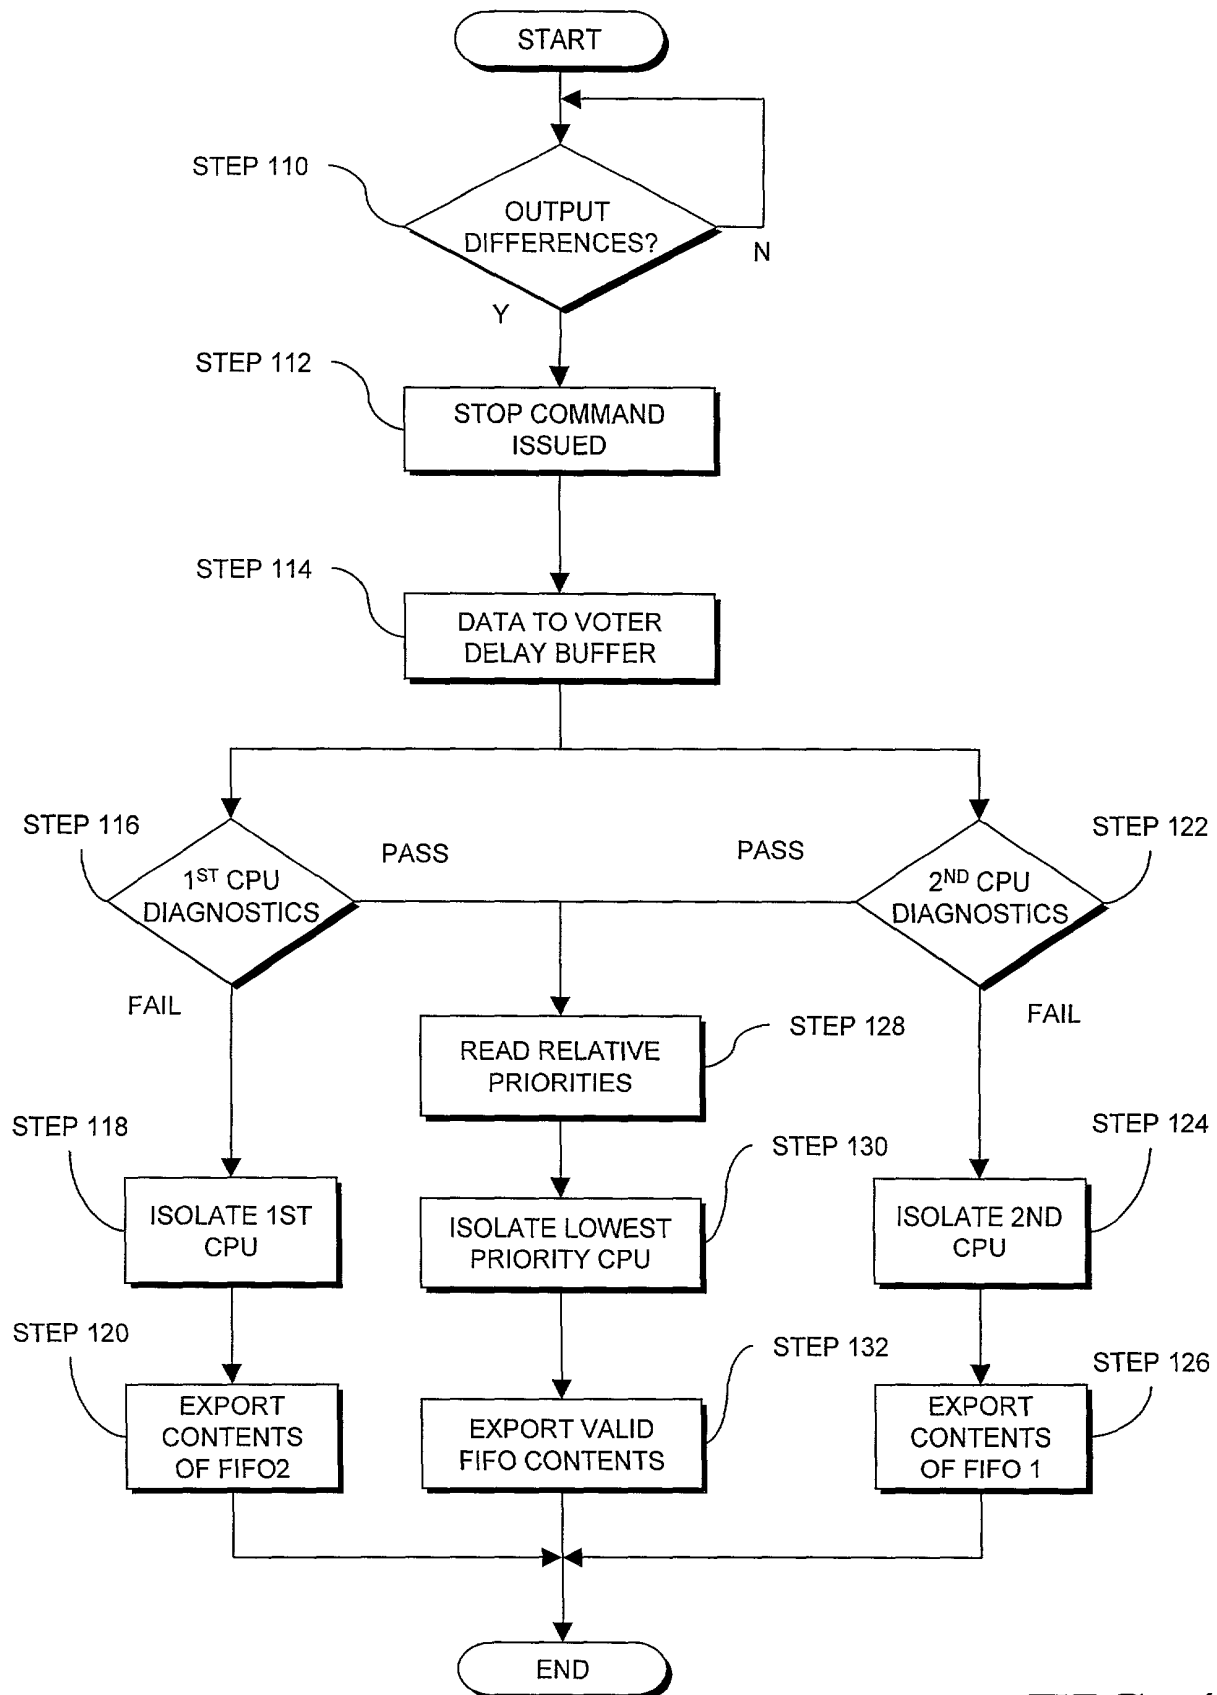 START
STEP 110
OUTPUT
DIFFERENCES?
N
Y
STEP 112
STOP COMMAND
ISSUED
STEP 114
DATA TO VOTER
DELAY BUFFER
STEP 116
PASS
PASS
STEP 122
1ST CPU
DIAGNOSTICS
2ND CPU
DIAGNOSTICS
FAIL
FAIL
STEP 128
READ RELATIVE
PRIORITIES
STEP 118
STEP 130
STEP 124
ISOLATE 1ST
CPU
ISOLATE LOWEST
PRIORITY CPU
ISOLATE 2ND
CPU
STEP 120
STEP 132
STEP 126
EXPORT
CONTENTS
OF FIFO2
EXPORT VALID
FIFO CONTENTS
EXPORT
CONTENTS
OF FIFO 1
END